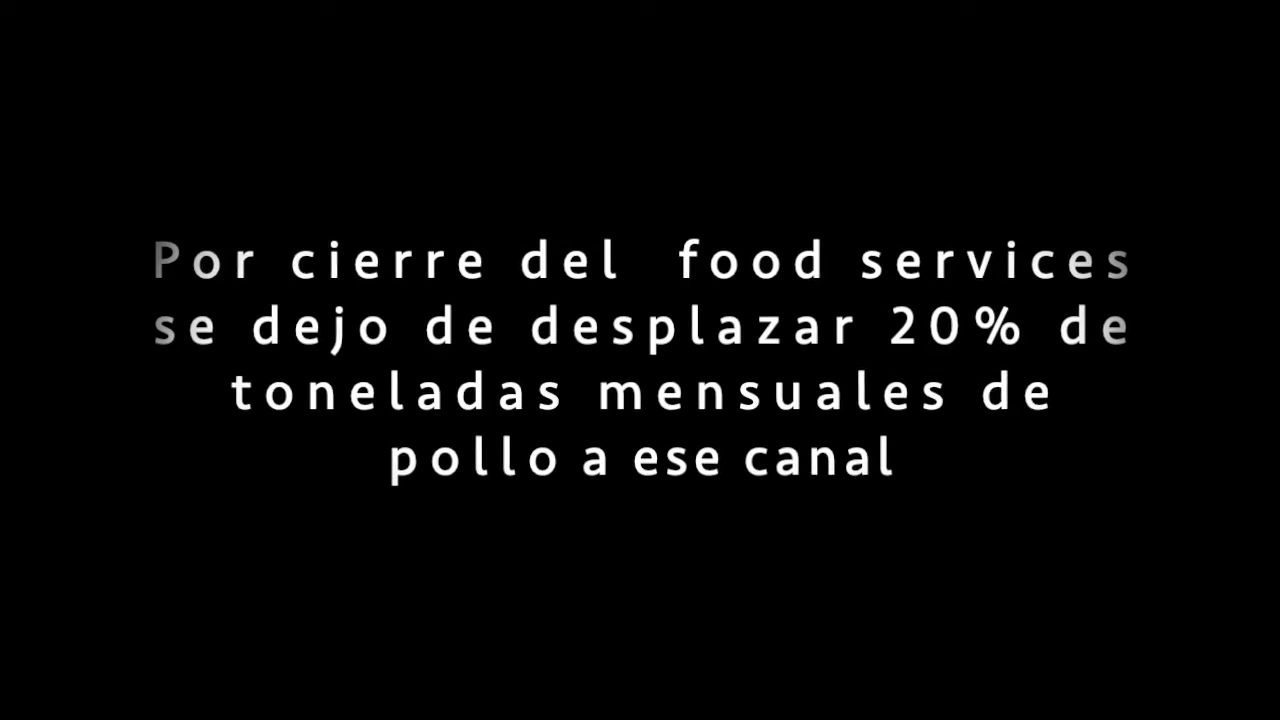 Por cierre del food services
se dejo de desplazar 20% de
toneladas mensuales de
pollo a ese canal